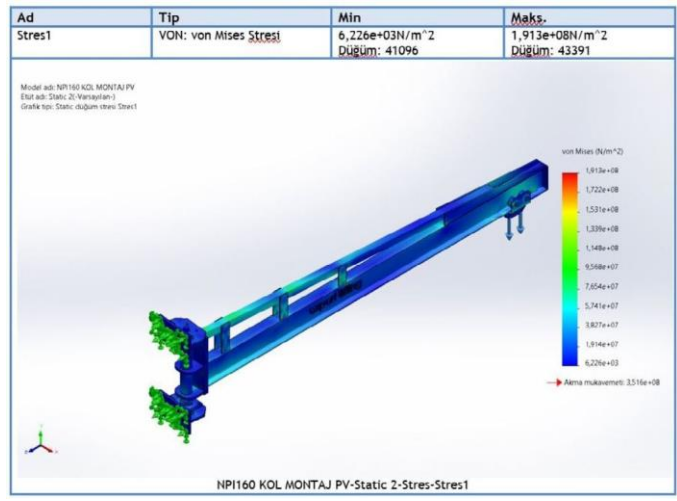 Ad Tip Min Maks.
Stres1 VON: von Mises Stresi 6,226e+03N/m^2 1,913e+08N/m^2
Düğüm: 41096 Düğüm: 43391
Model adı: NPI160 KOL MONTAJ PV
Etüt adı: Static 2(-Varsayılan-)
Grafik tipi: Static düğüm stresi Stres1
von Mises (N/m^2)
1,913e+08
1,722e+08
1,531e+08
1,339e+08
1,148e+08
9,568e+07
7,654e+07
5,741e+07
3,827e+07
1,914e+07
6,226e+03
Akma mukavemeti: 3,516e+08
NPI160 KOL MONTAJ PV-Static 2-Stres-Stres1